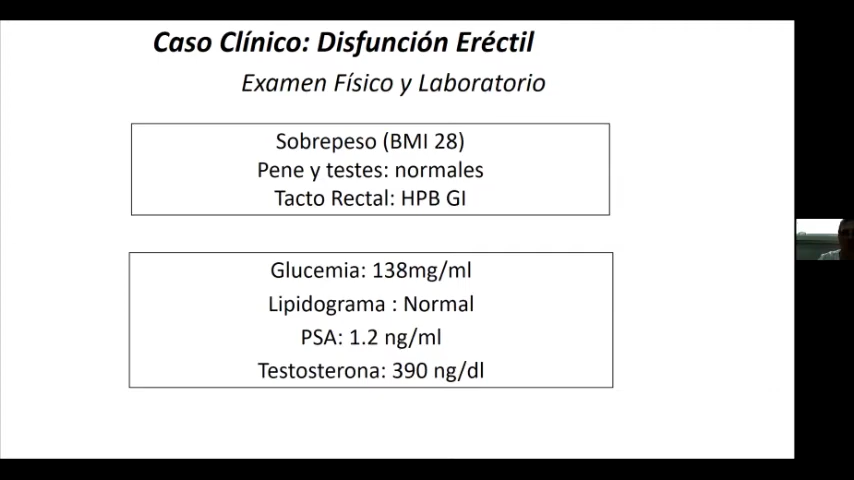 Caso Clínico: Disfunción Eréctil
Examen Físico y Laboratorio
Sobrepeso (BMI 28)
Pene y testes: normales
Tacto Rectal: HPB GI
Glucemia: 138mg/ml
Lipidograma : Normal
PSA: 1.2 ng/ml
Testosterona: 390 ng/dl